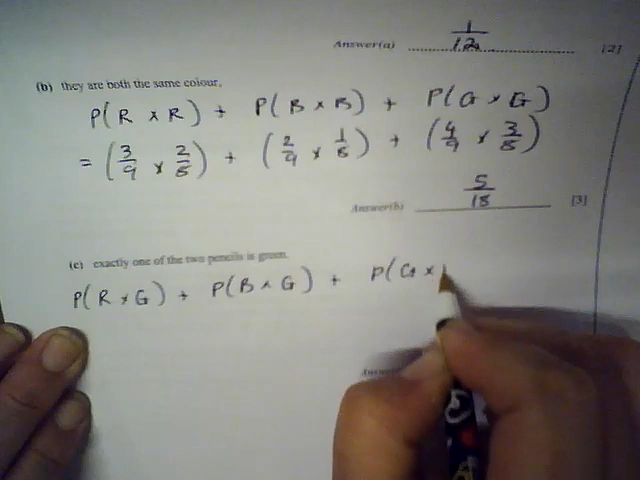 1/12
Answer(a) [2]
(b) they are both the same colour,
P(R × R) + P(B × B) + P(G × G)
= (3/9 × 2/8) + (2/9 × 1/8) + (4/9 × 3/8)
5/18
Answer(b) [3]
(c) exactly one of the two pencils is green.
P(R × G) + P(B × G) + P(G ×